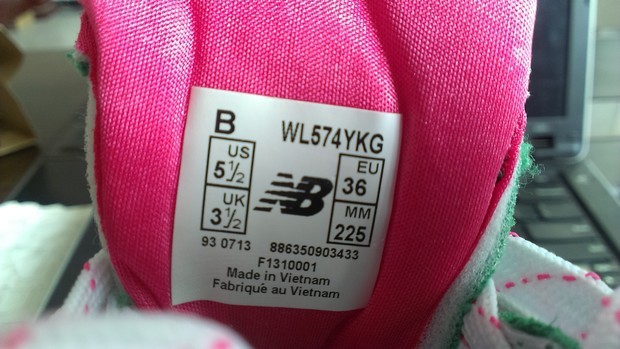 B WL574YKG
US EU
5½ 36
UK MM
3½ 225
NB
93 0713 886350903433
F1310001
Made in Vietnam
Fabriqué au Vietnam